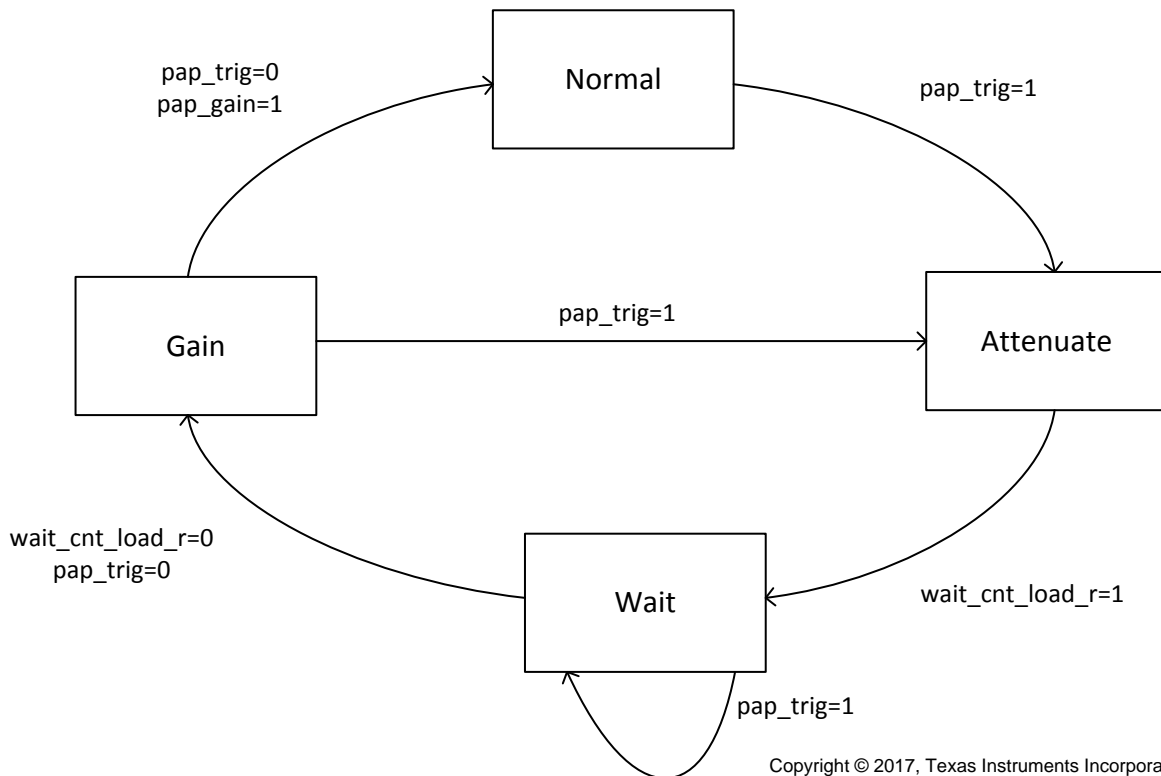 pap_trig=0
pap_gain=1
Normal
pap_trig=1
Gain
pap_trig=1
Attenuate
wait_cnt_load_r=0
pap_trig=0
Wait
wait_cnt_load_r=1
pap_trig=1
Copyright © 2017, Texas Instruments Incorpora